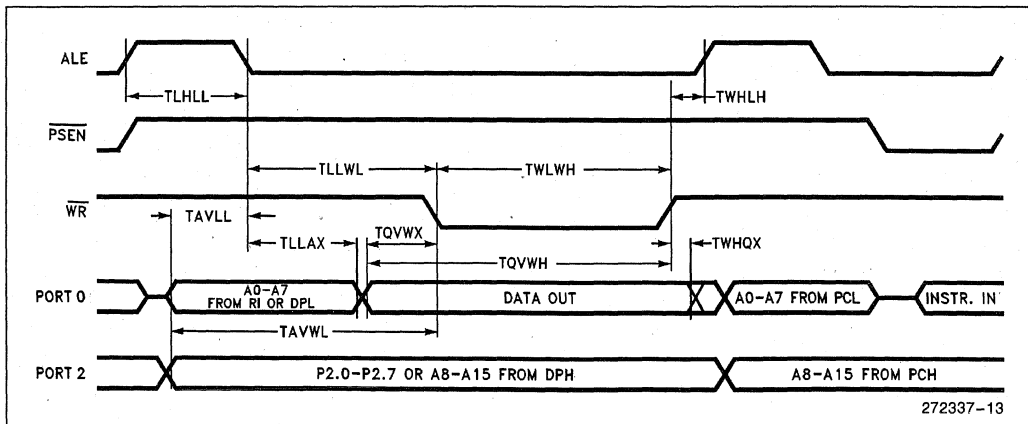 ALE
TLHLL
TWHLH
PSEN
TLLWL
TWLWH
WR
TAVLL
TLLAX
TQVWX
TWHQX
TQVWH
PORT 0
A0-A7
FROM RI OR DPL
DATA OUT
A0-A7 FROM PCL
INSTR. IN
TAVWL
PORT 2
P2.0-P2.7 OR A8-A15 FROM DPH
A8-A15 FROM PCH
272337-13